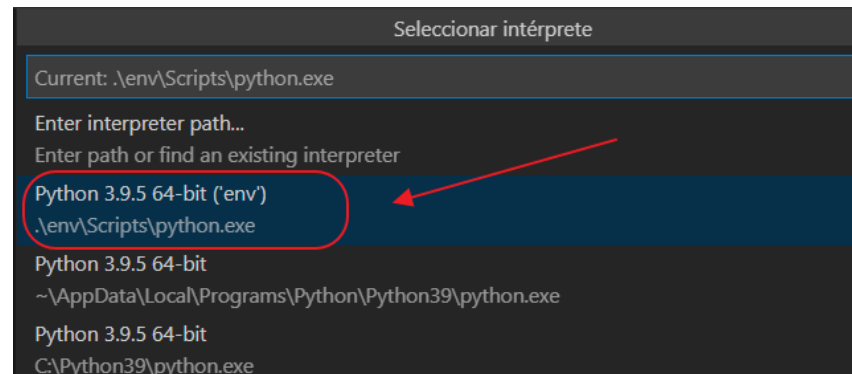 Seleccionar intérprete
Current: .\env\Scripts\python.exe
Enter interpreter path...
Enter path or find an existing interpreter
Python 3.9.5 64-bit ('env')
.\env\Scripts\python.exe
Python 3.9.5 64-bit
~\AppData\Local\Programs\Python\Python39\python.exe
Python 3.9.5 64-bit
C:\Python39\python.exe